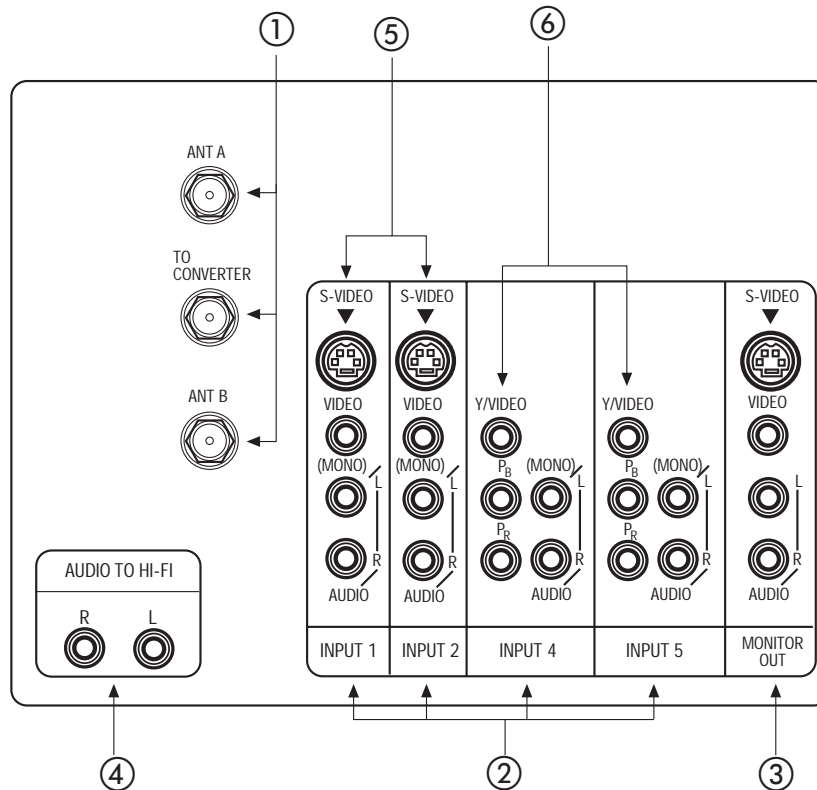 ① ⑤ ⑥
ANT A
TO
CONVERTER
ANT B
S-VIDEO S-VIDEO S-VIDEO
VIDEO VIDEO Y/VIDEO Y/VIDEO VIDEO
(MONO) (MONO) PB (MONO) PB (MONO)
L L L L L
PR PR
R R R R R
AUDIO AUDIO AUDIO AUDIO AUDIO
AUDIO TO HI-FI
R L
INPUT 1 INPUT 2 INPUT 4 INPUT 5 MONITOR
OUT
④ ② ③